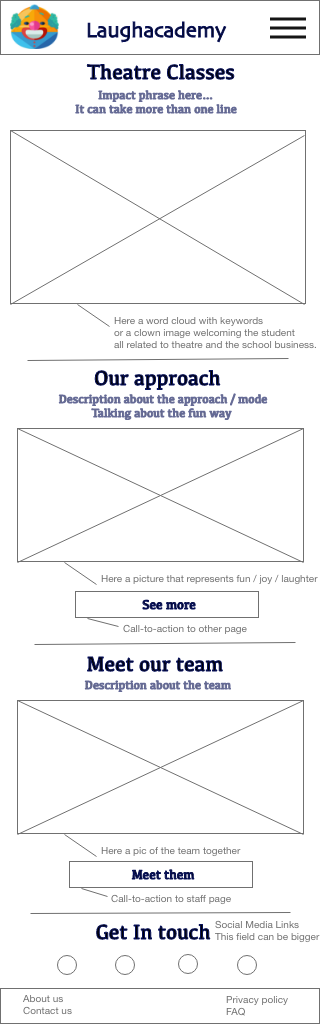 Laughacademy
Theatre Classes
Impact phrase here...
It can take more than one line
Here a word cloud with keywords
or a clown image welcoming the student
all related to theatre and the school business.
Our approach
Description about the approach / mode
Talking about the fun way
Here a picture that represents fun / joy / laughter
See more
Call-to-action to other page
Meet our team
Description about the team
Here a pic of the team together
Meet them
Call-to-action to staff page
Get In touch
Social Media Links
This field can be bigger
About us
Contact us
Privacy policy
FAQ